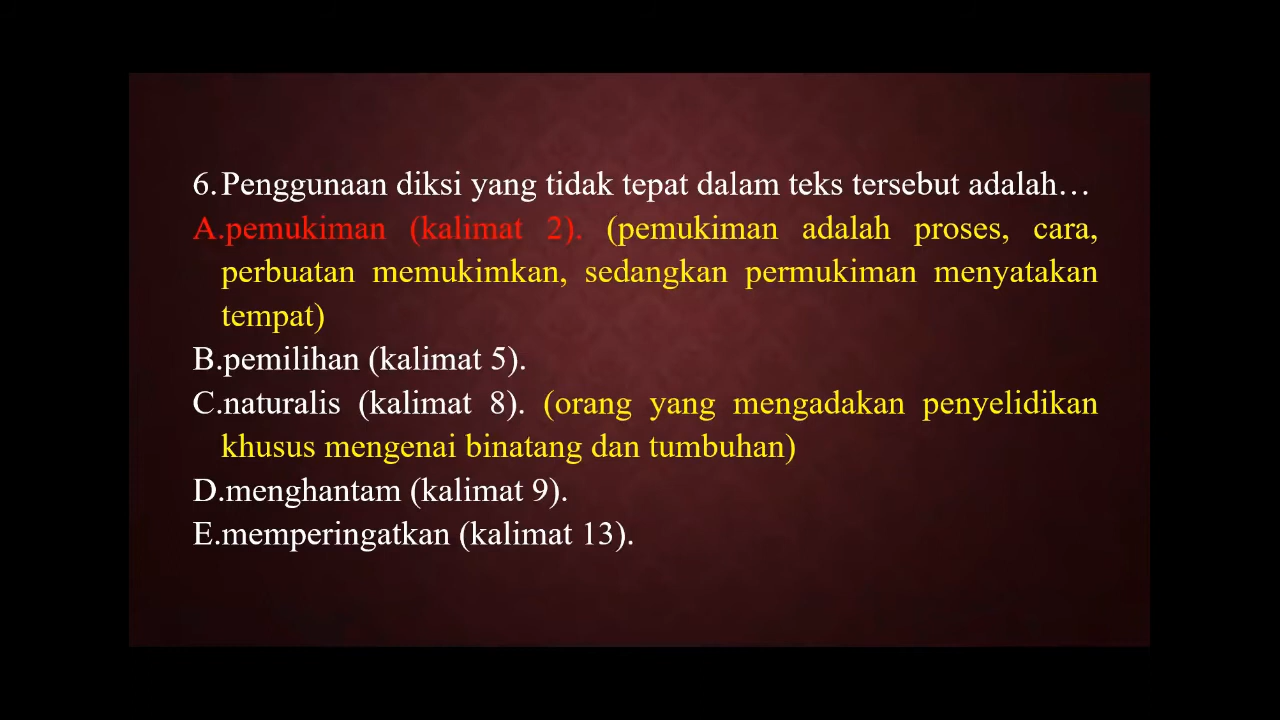 6. Penggunaan diksi yang tidak tepat dalam teks tersebut adalah…
A.pemukiman (kalimat 2). (pemukiman adalah proses, cara,
perbuatan memukimkan, sedangkan permukiman menyatakan
tempat)
B.pemilihan (kalimat 5).
C.naturalis (kalimat 8). (orang yang mengadakan penyelidikan
khusus mengenai binatang dan tumbuhan)
D.menghantam (kalimat 9).
E.memperingatkan (kalimat 13).